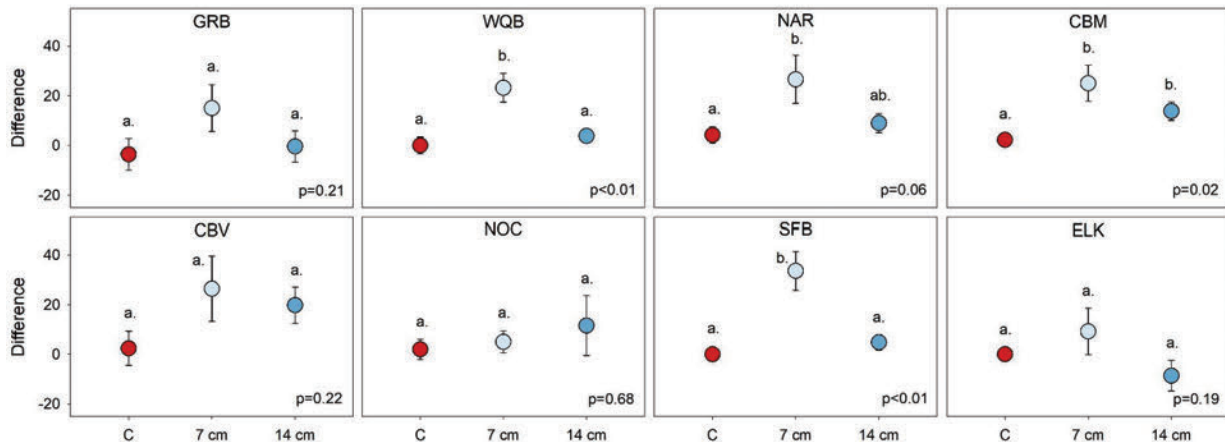 GRB WQB NAR CBM
40
20
0
-20
Difference
a. a. a.
p=0.21
a. b. a.
p<0.01
a. b. ab.
p=0.06
a. b. b.
p=0.02
CBV NOC SFB ELK
40
20
0
-20
Difference
a. a. a.
p=0.22
a. a. a.
p=0.68
a. b. a.
p<0.01
a. a. a.
p=0.19
C 7 cm 14 cm C 7 cm 14 cm C 7 cm 14 cm C 7 cm 14 cm